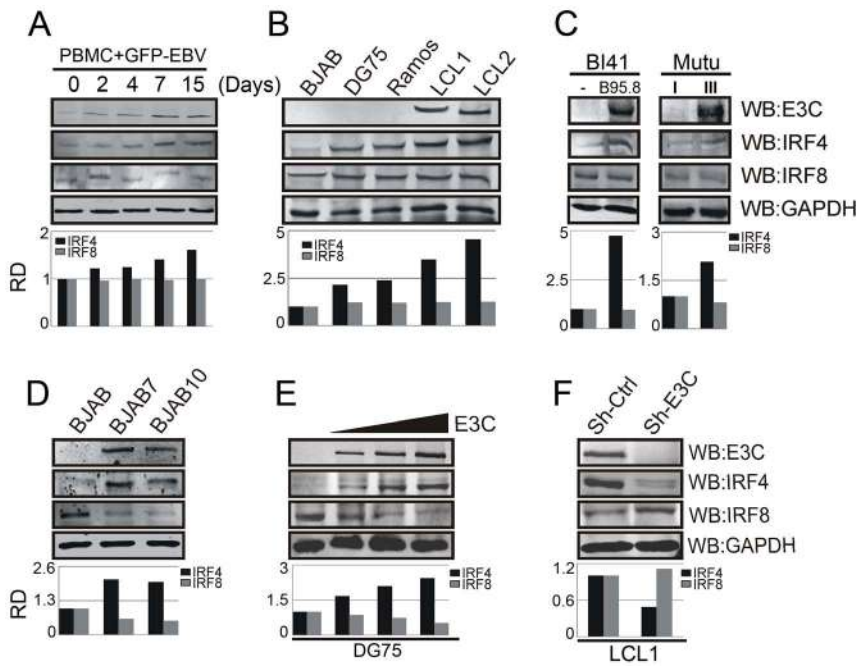 A
PBMC+GFP-EBV
0 2 4 7 15 (Days)
2
1
0
RD
IRF4
IRF8
B
BJAB DG75 Ramos LCL1 LCL2
5
2.5
0
IRF4
IRF8
C
BI41 Mutu
- B95.8 I III
WB:E3C
WB:IRF4
WB:IRF8
WB:GAPDH
5
2.5
0
3
1.5
0
IRF4
IRF8
D
BJAB BJAB7 BJAB10
2.6
1.3
0
RD
IRF4
IRF8
E
E3C
3
1.5
0
IRF4
IRF8
DG75
F
Sh-Ctrl Sh-E3C
WB:E3C
WB:IRF4
WB:IRF8
WB:GAPDH
1.2
0.6
0
IRF4
IRF8
LCL1